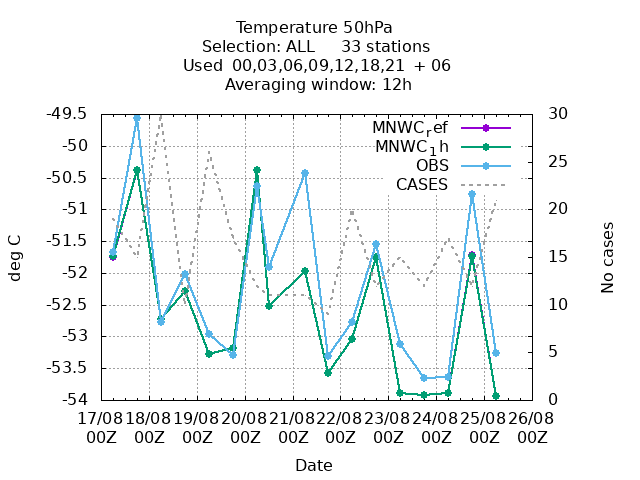 Temperature 50hPa
Selection: ALL 33 stations
Used 00,03,06,09,12,18,21 + 06
Averaging window: 12h
MNWC_ref
MNWC_1h
OBS
CASES
-49.5
-50
-50.5
-51
-51.5
-52
-52.5
-53
-53.5
-54
deg C
30
25
20
15
10
5
0
No cases
17/08 18/08 19/08 20/08 21/08 22/08 23/08 24/08 25/08 26/08
00Z 00Z 00Z 00Z 00Z 00Z 00Z 00Z 00Z 00Z
Date